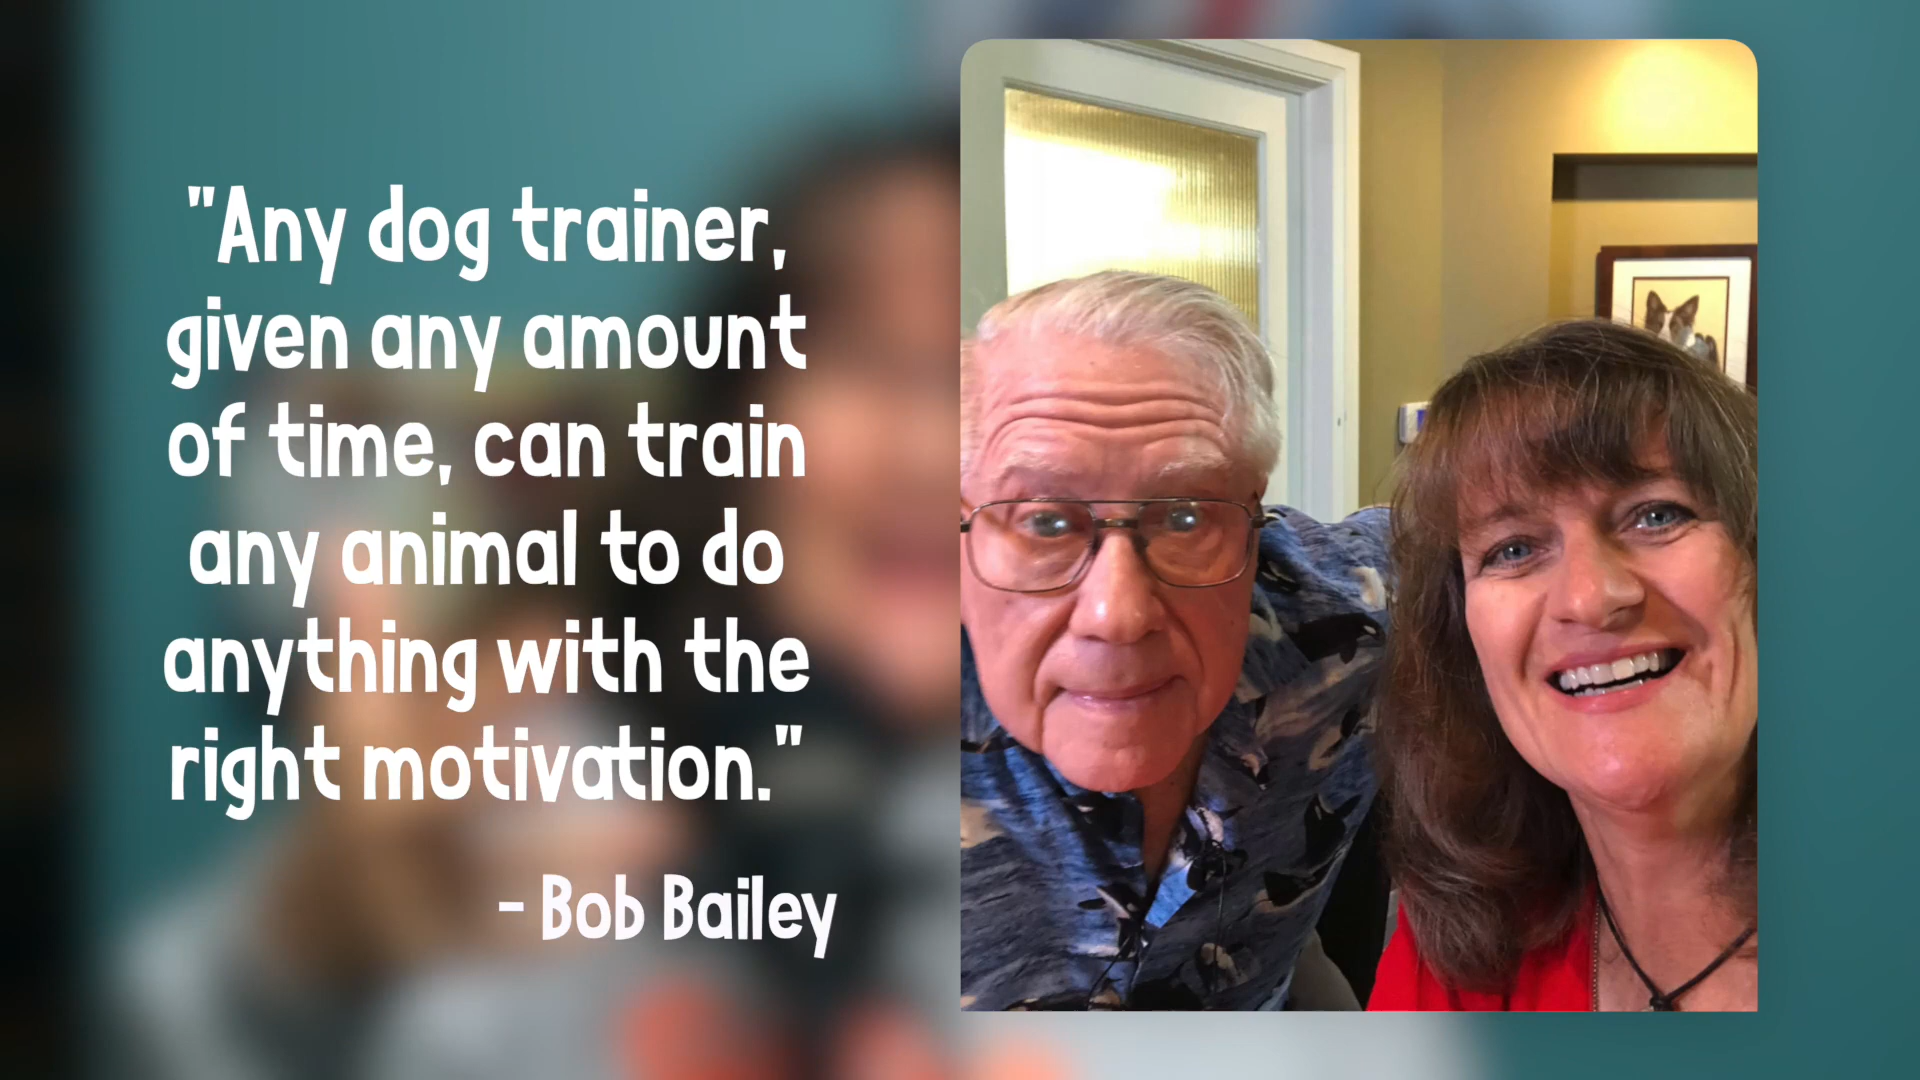 "Any dog trainer,
given any amount
of time, can train
any animal to do
anything with the
right motivation."
- Bob Bailey